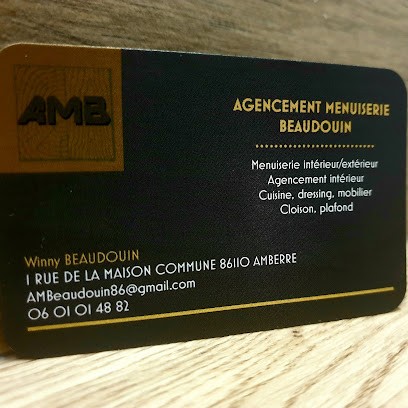 AMB
AGENCEMENT MENUISERIE
BEAUDOUIN
Menuiserie intérieur/extérieur
Agencement intérieur
Cuisine, dressing, mobilier
Cloison, plafond
Winny BEAUDOUIN
1 RUE DE LA MAISON COMMUNE 86110 AMBERRE
AMBeaudouin86@gmail.com
06 01 01 48 82